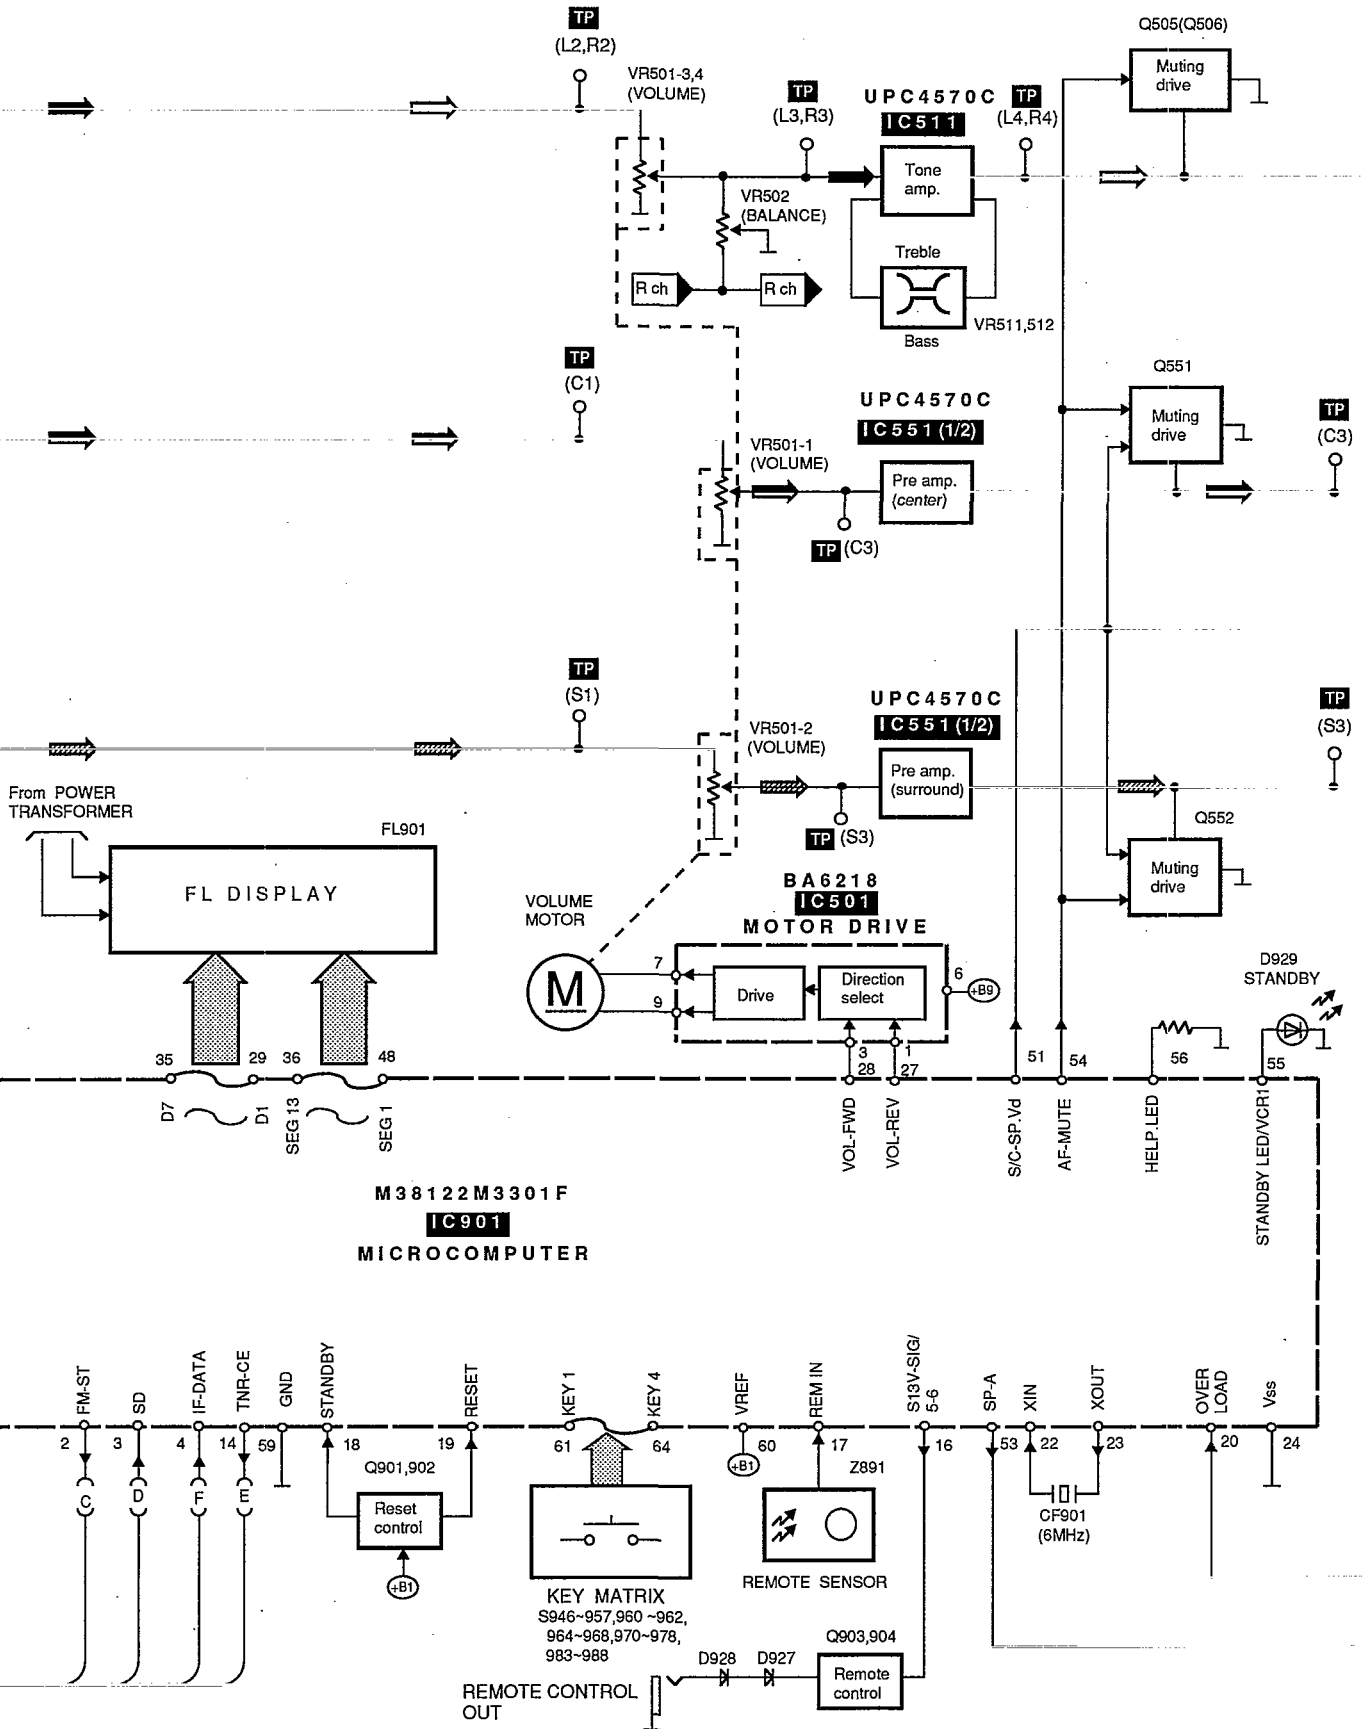 TP
(L2,R2)
VR501-3,4
(VOLUME)
TP
(L3,R3)
UPC4570C
IC511
TP
(L4,R4)
Q505(Q506)
Muting
drive
Tone
amp.
VR502
(BALANCE)
R ch
R ch
Treble
Bass
VR511,512
TP
(C1)
UPC4570C
IC551 (1/2)
Q551
Muting
drive
TP
(C3)
VR501-1
(VOLUME)
Pre amp.
(center)
TP (C3)
TP
(S1)
UPC4570C
IC551 (1/2)
TP
(S3)
VR501-2
(VOLUME)
Pre amp.
(surround)
TP (S3)
From POWER
TRANSFORMER
FL901
FL DISPLAY
Q552
Muting
drive
BA6218
IC501
MOTOR DRIVE
VOLUME
MOTOR
M
7
9
Drive
Direction
select
6
+B9
D929
STANDBY
3
1
35
29
36
48
28
27
51
54
56
55
D7
D1
SEG 13
SEG 1
VOL-FWD
VOL-REV
S/C-SP.Vd
AF-MUTE
HELP.LED
STANDBY LED/VCR1
M38122M3301F
IC901
MICROCOMPUTER
FM-ST
SD
IF-DATA
TNR-CE
GND
STANDBY
RESET
KEY 1
KEY 4
VREF
REM IN
S13V-SIG/
5-6
SP-A
XIN
XOUT
OVER
LOAD
Vss
2
3
4
14
59
18
19
61
64
60
17
16
53
22
23
20
24
C
D
F
E
Q901,902
Reset
control
+B1
+B1
Z891
REMOTE SENSOR
CF901
(6MHz)
KEY MATRIX
S946~957,960 ~962,
964~968,970~978,
983~988
Q903,904
Remote
control
D928
D927
REMOTE CONTROL
OUT